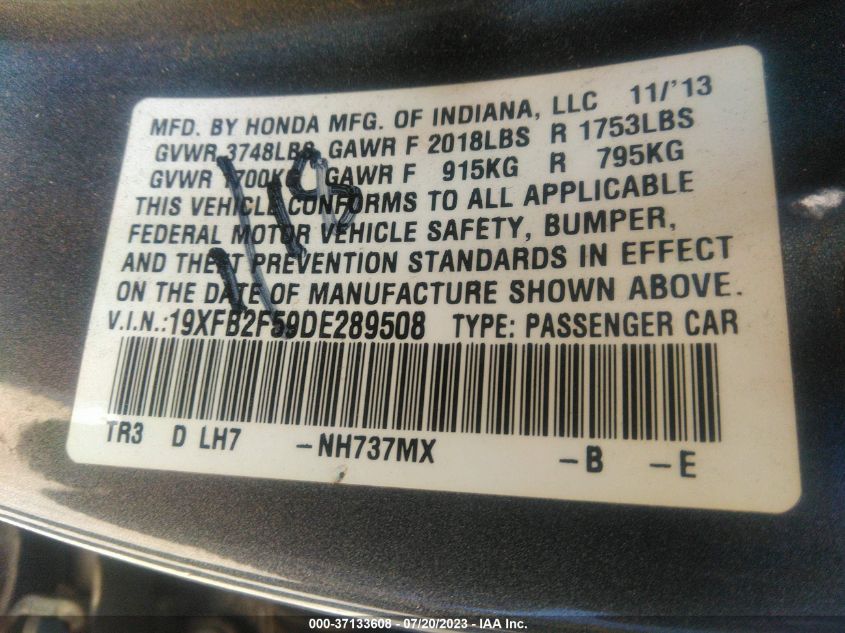 MFD. BY HONDA MFG. OF INDIANA, LLC 11/'13
GVWR 3748LBS GAWR F 2018LBS R 1753LBS
GVWR 1700KG GAWR F 915KG R 795KG
THIS VEHICLE CONFORMS TO ALL APPLICABLE
FEDERAL MOTOR VEHICLE SAFETY, BUMPER,
AND THEFT PREVENTION STANDARDS IN EFFECT
ON THE DATE OF MANUFACTURE SHOWN ABOVE.
V.I.N.:19XFB2F59DE289508 TYPE: PASSENGER CAR
TR3 D LH7 -NH737MX -B -E
000-37133608 - 07/20/2023 - IAA Inc.